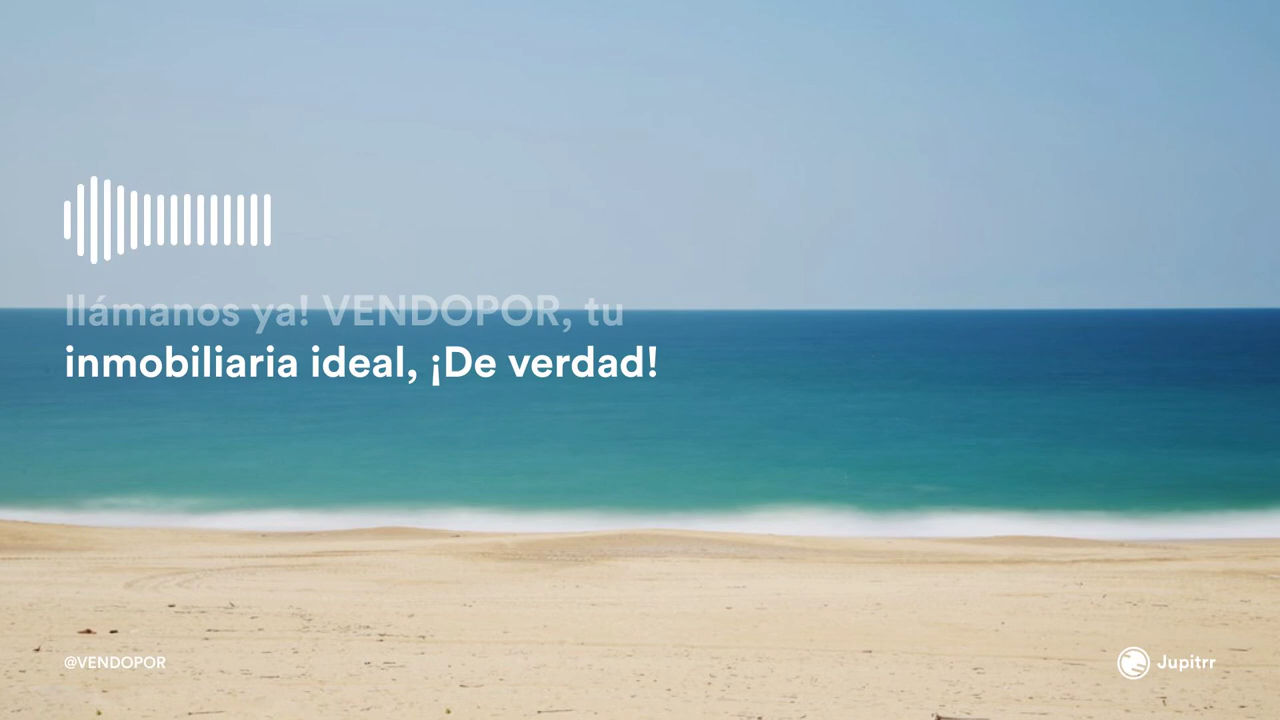 llámanos ya! VENDOPOR, tu
inmobiliaria ideal, ¡De verdad!
@VENDOPOR
Jupitrr